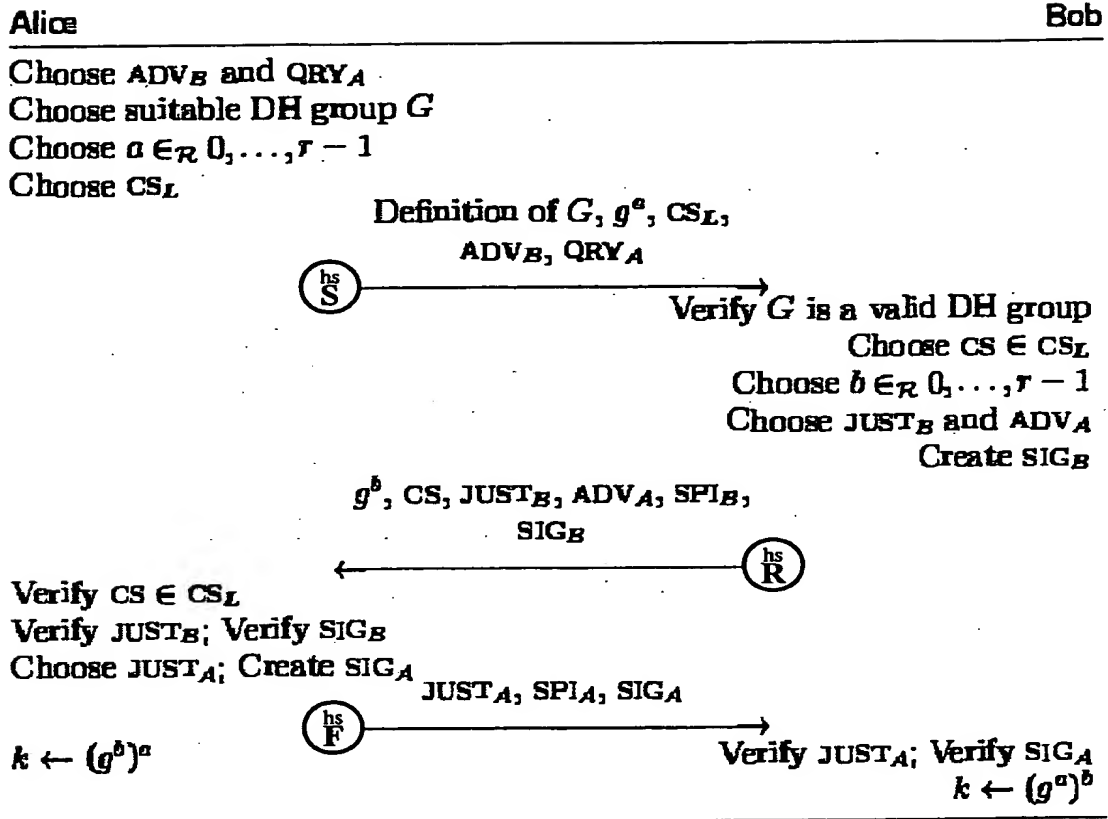 Alice
Bob
Choose ADV_B and QRY_A
Choose suitable DH group G
Choose a ∈_R 0,...,r − 1
Choose CS_L
Definition of G, g^a, CS_L,
ADV_B, QRY_A
hs
S
Verify G is a valid DH group
Choose CS ∈ CS_L
Choose b ∈_R 0,...,r − 1
Choose JUST_B and ADV_A
Create SIG_B
g^b, CS, JUST_B, ADV_A, SPI_B,
SIG_B
hs
R
Verify CS ∈ CS_L
Verify JUST_B; Verify SIG_B
Choose JUST_A; Create SIG_A
JUST_A, SPI_A, SIG_A
hs
F
k ← (g^b)^a
Verify JUST_A; Verify SIG_A
k ← (g^a)^b